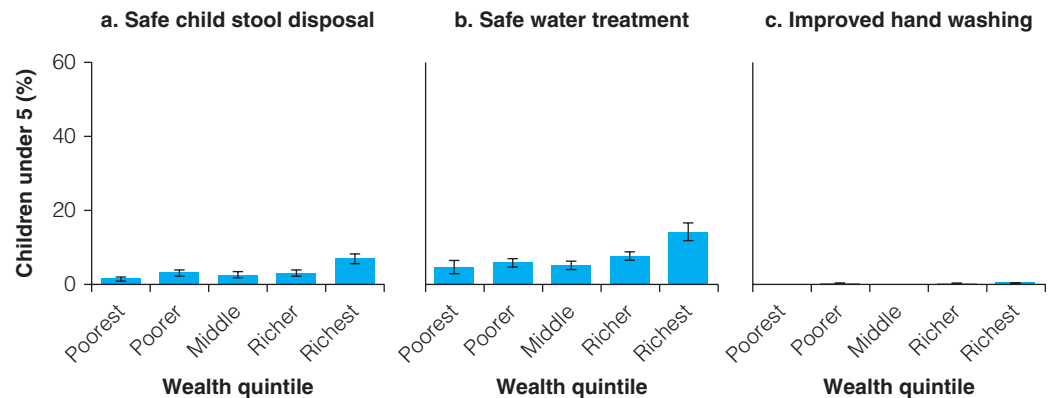 a. Safe child stool disposal
b. Safe water treatment
c. Improved hand washing
Children under 5 (%)
60
40
20
0
Poorest
Poorer
Middle
Richer
Richest
Wealth quintile
Poorest
Poorer
Middle
Richer
Richest
Wealth quintile
Poorest
Poorer
Middle
Richer
Richest
Wealth quintile